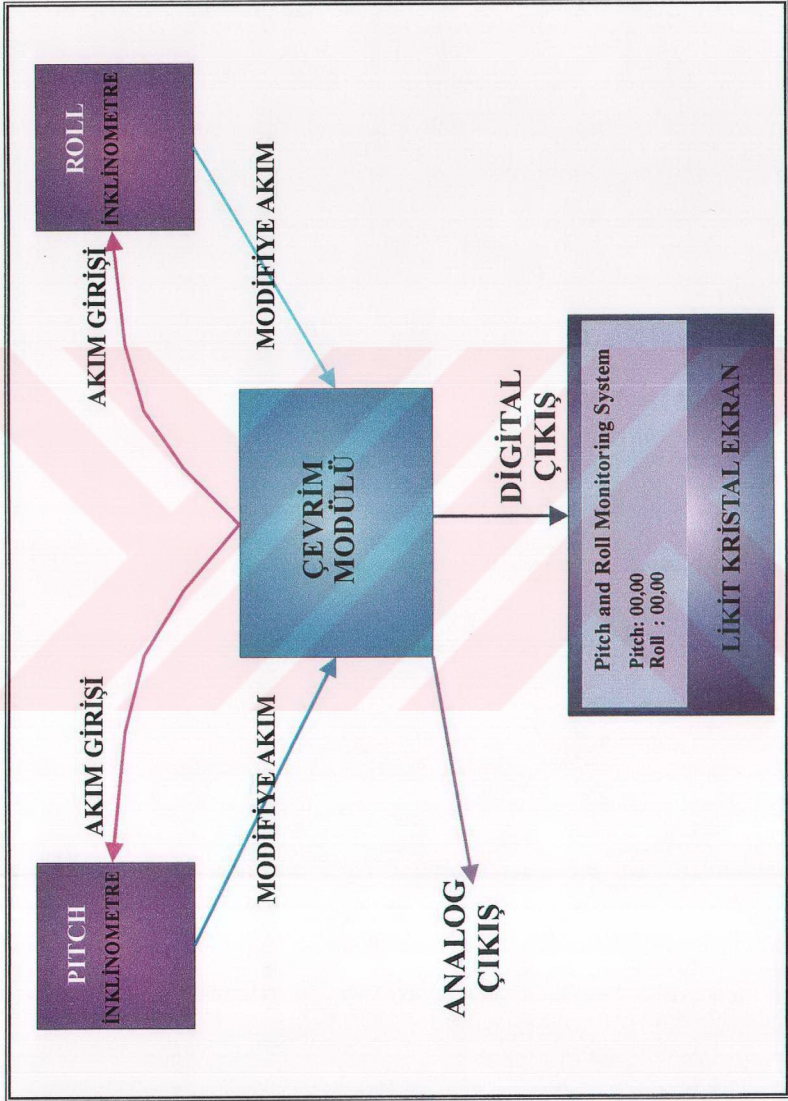 PITCH
İNKLİNOMETRE
ROLL
İNKLİNOMETRE
AKIM GİRİŞİ
AKIM GİRİŞİ
MODİFİYE AKIM
MODİFİYE AKIM
ÇEVRİM
MODÜLÜ
ANALOG
ÇIKIŞ
DİGİTAL
ÇIKIŞ
Pitch and Roll Monitoring System
Pitch: 00,00
Roll : 00,00
LİKİT KRİSTAL EKRAN